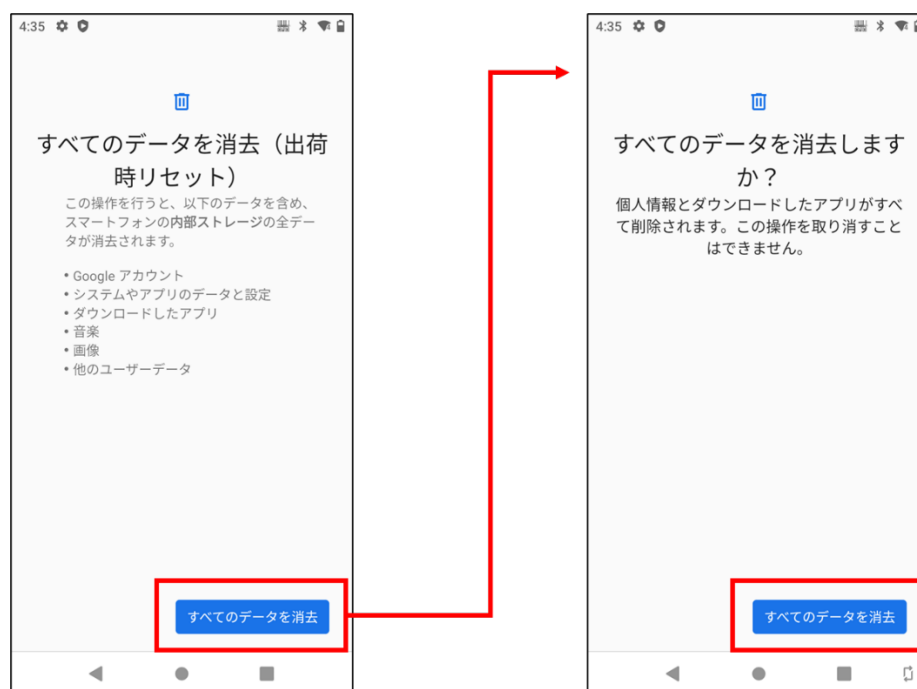 4:35
すべてのデータを消去（出荷
時リセット）
この操作を行うと、以下のデータを含め、
スマートフォンの内部ストレージの全デー
タが消去されます。
• Google アカウント
• システムやアプリのデータと設定
• ダウンロードしたアプリ
• 音楽
• 画像
• 他のユーザーデータ
すべてのデータを消去
4:35
すべてのデータを消去します
か？
個人情報とダウンロードしたアプリがすべ
て削除されます。この操作を取り消すこと
はできません。
すべてのデータを消去